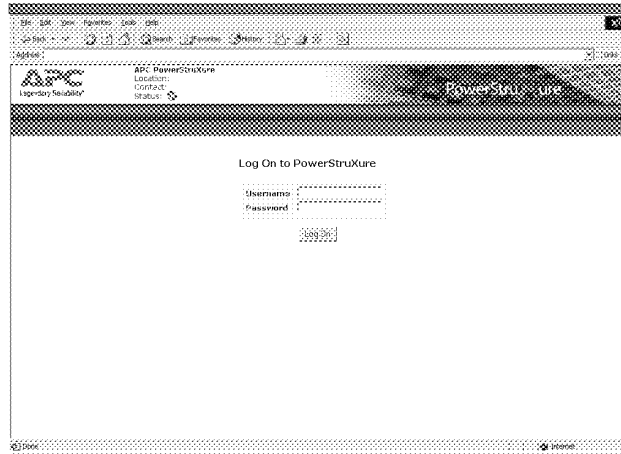 File Edit View Favorites Tools Help
Back Search Favorites History
Address Links
APC
Legendary Reliability
APC PowerStruXure
Location:
Contact:
Status:
PowerStruXure
Log On to PowerStruXure
Username
Password
Log On
Done Internet